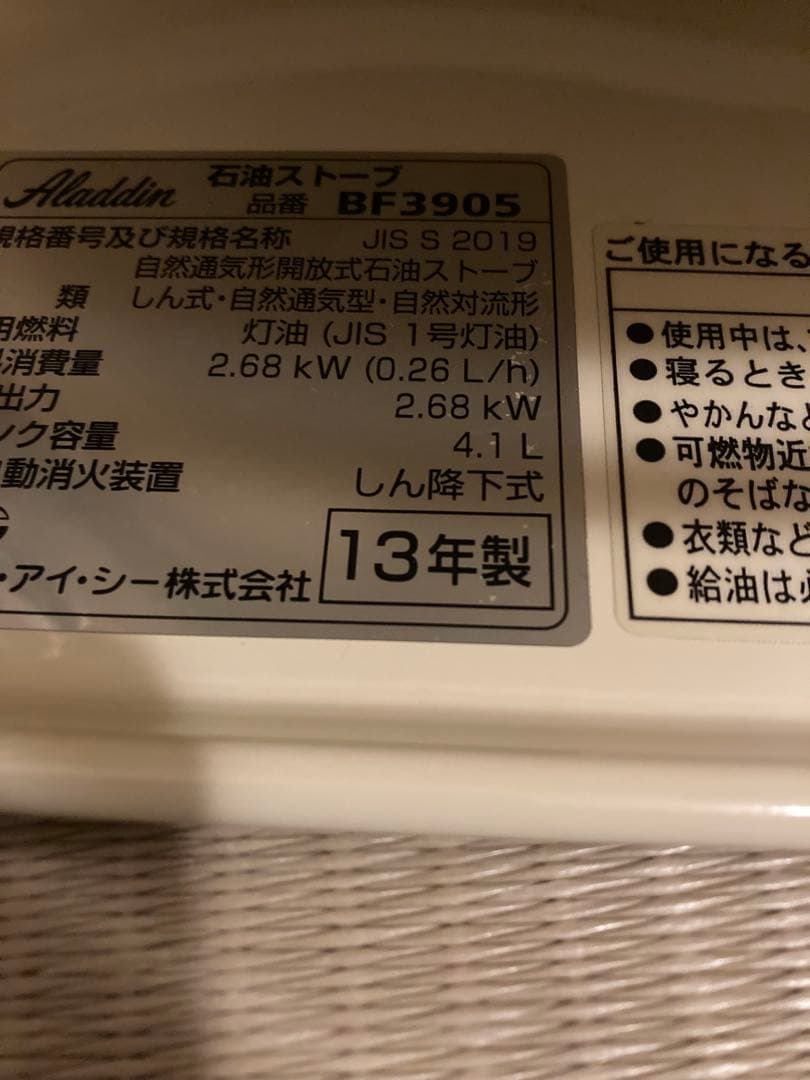 Aladdin 石油ストーブ
品番 BF3905
規格番号及び規格名称 JIS S 2019
自然通気形開放式石油ストーブ
類 しん式・自然通気型・自然対流形
用燃料 灯油 (JIS 1号灯油)
消費量 2.68 kW (0.26 L/h)
出力 2.68 kW
ンク容量 4.1 L
動消火装置 しん降下式
13年製
・アイ・シー株式会社
ご使用になる
●使用中は、
●寝るとき
●やかんなど
●可燃物近
のそばな
●衣類など
●給油は必